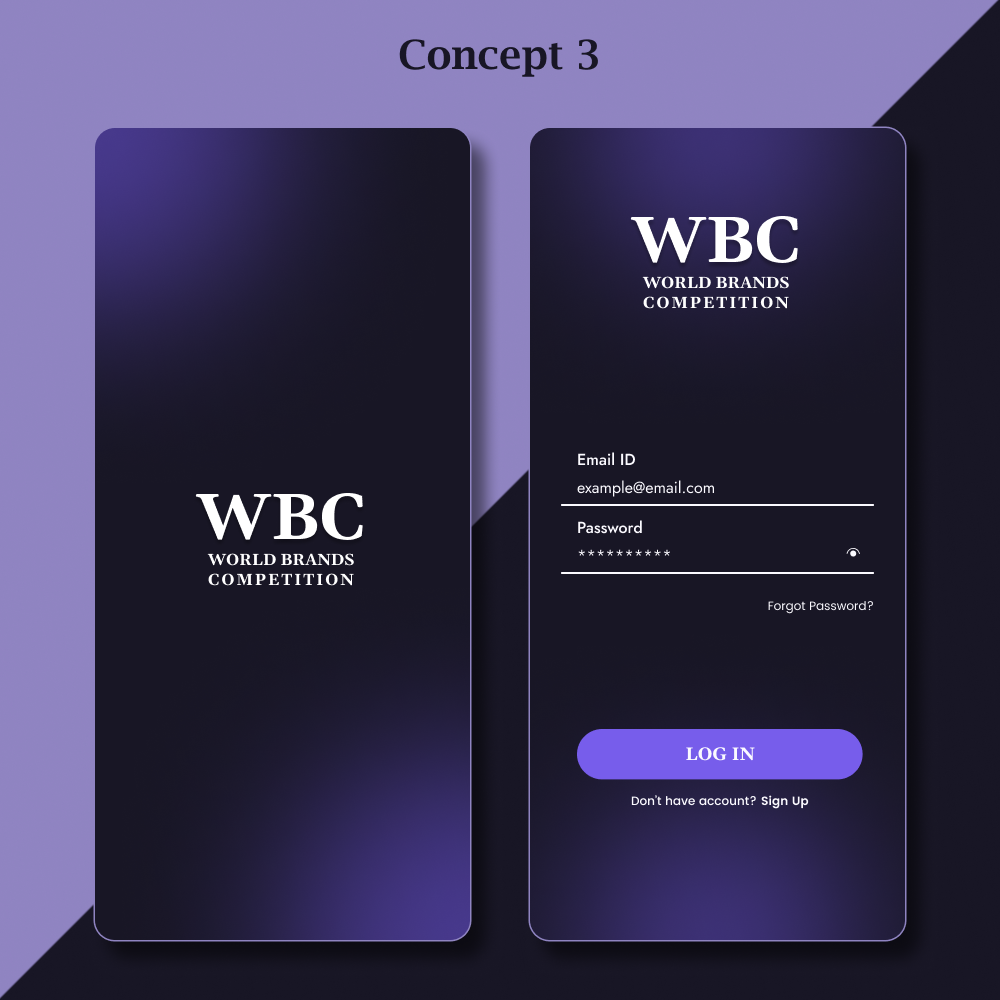 Concept 3
WBC
WORLD BRANDS
COMPETITION
WBC
WORLD BRANDS
COMPETITION
Email ID
example@email.com
Password
**********
Forgot Password?
LOG IN
Don't have account? Sign Up